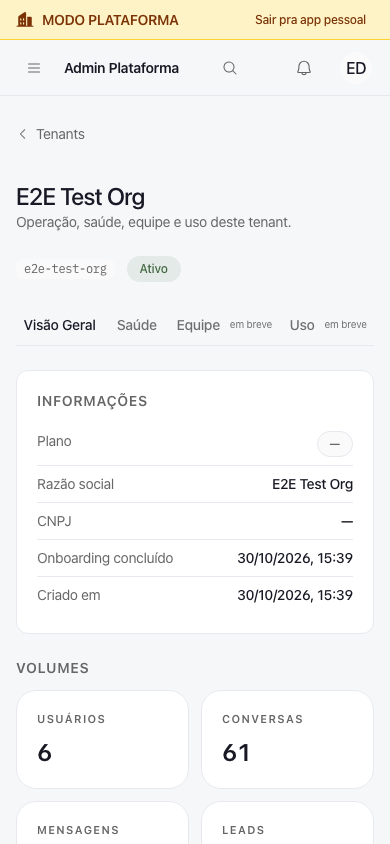 MODO PLATAFORMA
Sair pra app pessoal
Admin Plataforma
ED
Tenants
E2E Test Org
Operação, saúde, equipe e uso deste tenant.
e2e-test-org
Ativo
Visão Geral
Saúde
Equipe em breve
Uso em breve
INFORMAÇÕES
Plano —
Razão social E2E Test Org
CNPJ —
Onboarding concluído 30/10/2026, 15:39
Criado em 30/10/2026, 15:39
VOLUMES
USUÁRIOS
6
CONVERSAS
61
MENSAGENS
LEADS